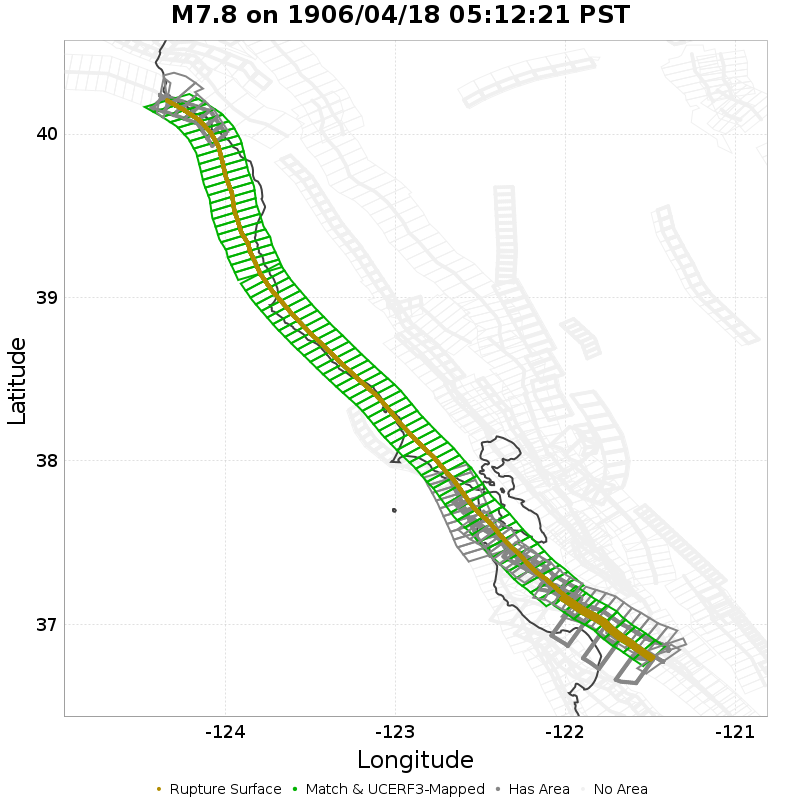 M7.8 on 1906/04/18 05:12:21 PST
Latitude
40
39
38
37
-124
-123
-122
-121
Longitude
Rupture Surface
Match & UCERF3-Mapped
Has Area
No Area